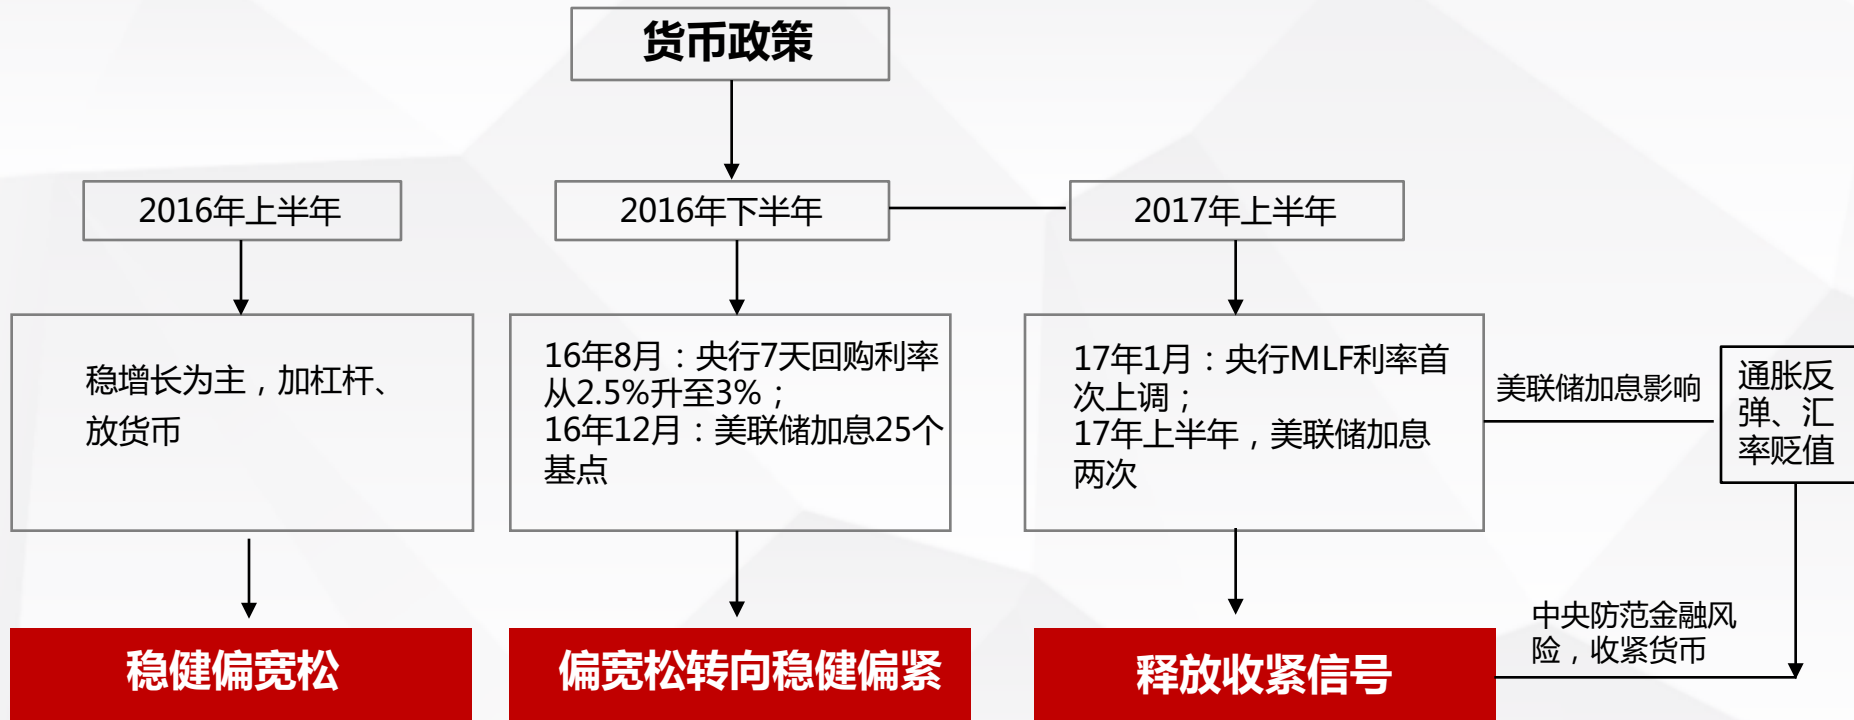 货币政策
2016年上半年
2016年下半年
2017年上半年
稳增长为主，加杠杆、
放货币
16年8月：央行7天回购利率
从2.5%升至3%；
16年12月：美联储加息25个
基点
17年1月：央行MLF利率首
次上调；
17年上半年，美联储加息
两次
美联储加息影响
通胀反
弹、汇
率贬值
中央防范金融风
险，收紧货币
稳健偏宽松
偏宽松转向稳健偏紧
释放收紧信号